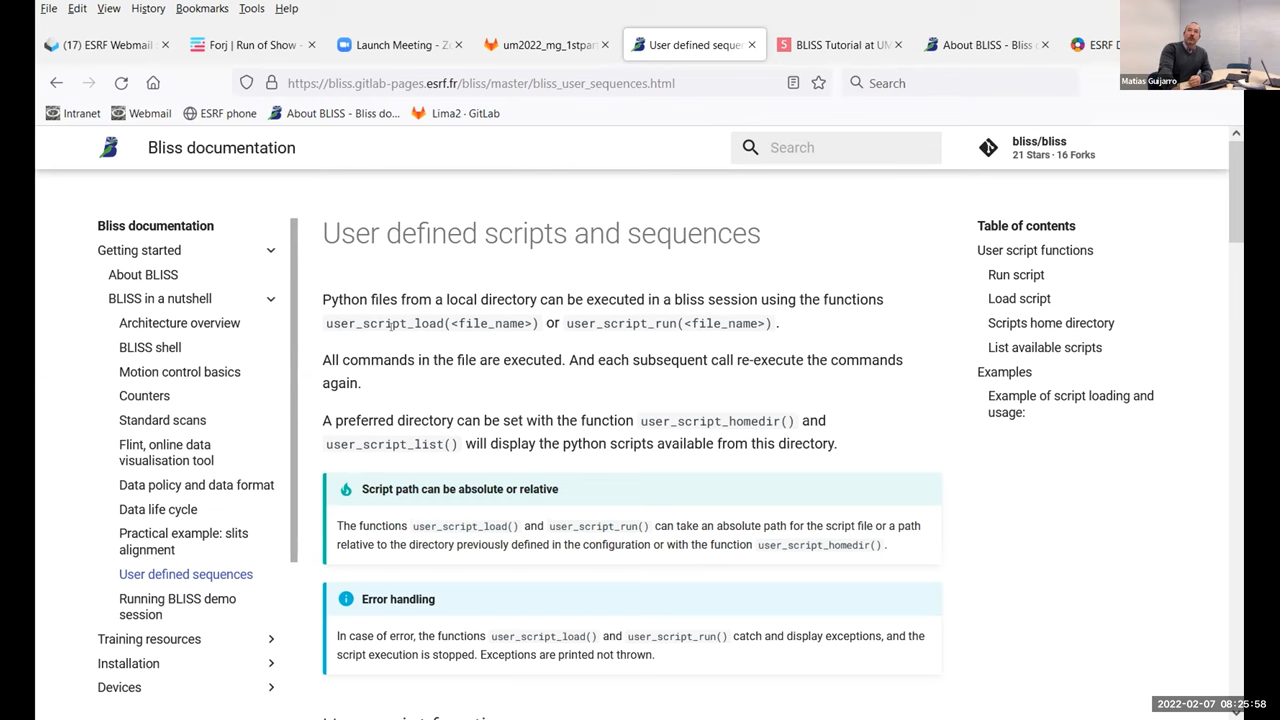 File Edit View History Bookmarks Tools Help
(17) ESRF Webmail
Forj | Run of Show -
Launch Meeting - Z
um2022_mg_1stpart
User defined seque
BLISS Tutorial at U
About BLISS - Bliss
ESRF D
https://bliss.gitlab-pages.esrf.fr/bliss/master/bliss_user_sequences.html
Search
Intranet Webmail ESRF phone About BLISS - Bliss do... Lima2 · GitLab
Matias Guijarro
Bliss documentation
Search
bliss/bliss
21 Stars · 16 Forks
Bliss documentation
Getting started
About BLISS
BLISS in a nutshell
Architecture overview
BLISS shell
Motion control basics
Counters
Standard scans
Flint, online data
visualisation tool
Data policy and data format
Data life cycle
Practical example: slits
alignment
User defined sequences
Running BLISS demo
session
Training resources
Installation
Devices
User defined scripts and sequences
Python files from a local directory can be executed in a bliss session using the functions
user_script_load(<file_name>) or user_script_run(<file_name>).
All commands in the file are executed. And each subsequent call re-execute the commands
again.
A preferred directory can be set with the function user_script_homedir() and
user_script_list() will display the python scripts available from this directory.
Script path can be absolute or relative
The functions user_script_load() and user_script_run() can take an absolute path for the script file or a path
relative to the directory previously defined in the configuration or with the function user_script_homedir().
Error handling
In case of error, the functions user_script_load() and user_script_run() catch and display exceptions, and the
script execution is stopped. Exceptions are printed not thrown.
Table of contents
User script functions
Run script
Load script
Scripts home directory
List available scripts
Examples
Example of script loading and
usage:
2022-02-07 08:25:58